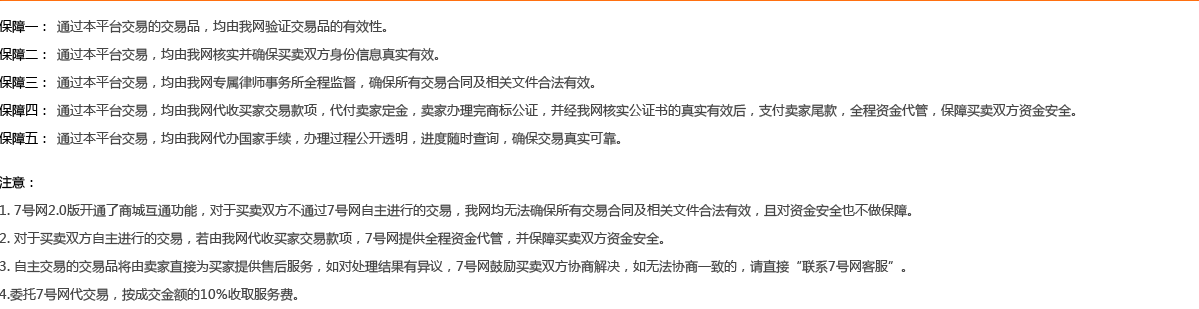 保障一： 通过本平台交易的交易品，均由我网验证交易品的有效性。
保障二： 通过本平台交易，均由我网核实并确保买卖双方身份信息真实有效。
保障三： 通过本平台交易，均由我网专属律师事务所全程监督，确保所有交易合同及相关文件合法有效。
保障四： 通过本平台交易，均由我网代收买家交易款项，代付卖家定金，卖家办理完商标公证，并经我网核实公证书的真实有效后，支付卖家尾款，全程资金代管，保障买卖双方资金安全。
保障五： 通过本平台交易，均由我网代办国家手续，办理过程公开透明，进度随时查询，确保交易真实可靠。
注意：
1. 7号网2.0版开通了商城互通功能，对于买卖双方不通过7号网自主进行的交易，我网均无法确保所有交易合同及相关文件合法有效，且对资金安全也不做保障。
2. 对于买卖双方自主进行的交易，若由我网代收买家交易款项，7号网提供全程资金代管，并保障买卖双方资金安全。
3. 自主交易的交易品将由卖家直接为买家提供售后服务，如对处理结果有异议，7号网鼓励买卖双方协商解决，如无法协商一致的，请直接“联系7号网客服”。
4.委托7号网代交易，按成交金额的10%收取服务费。